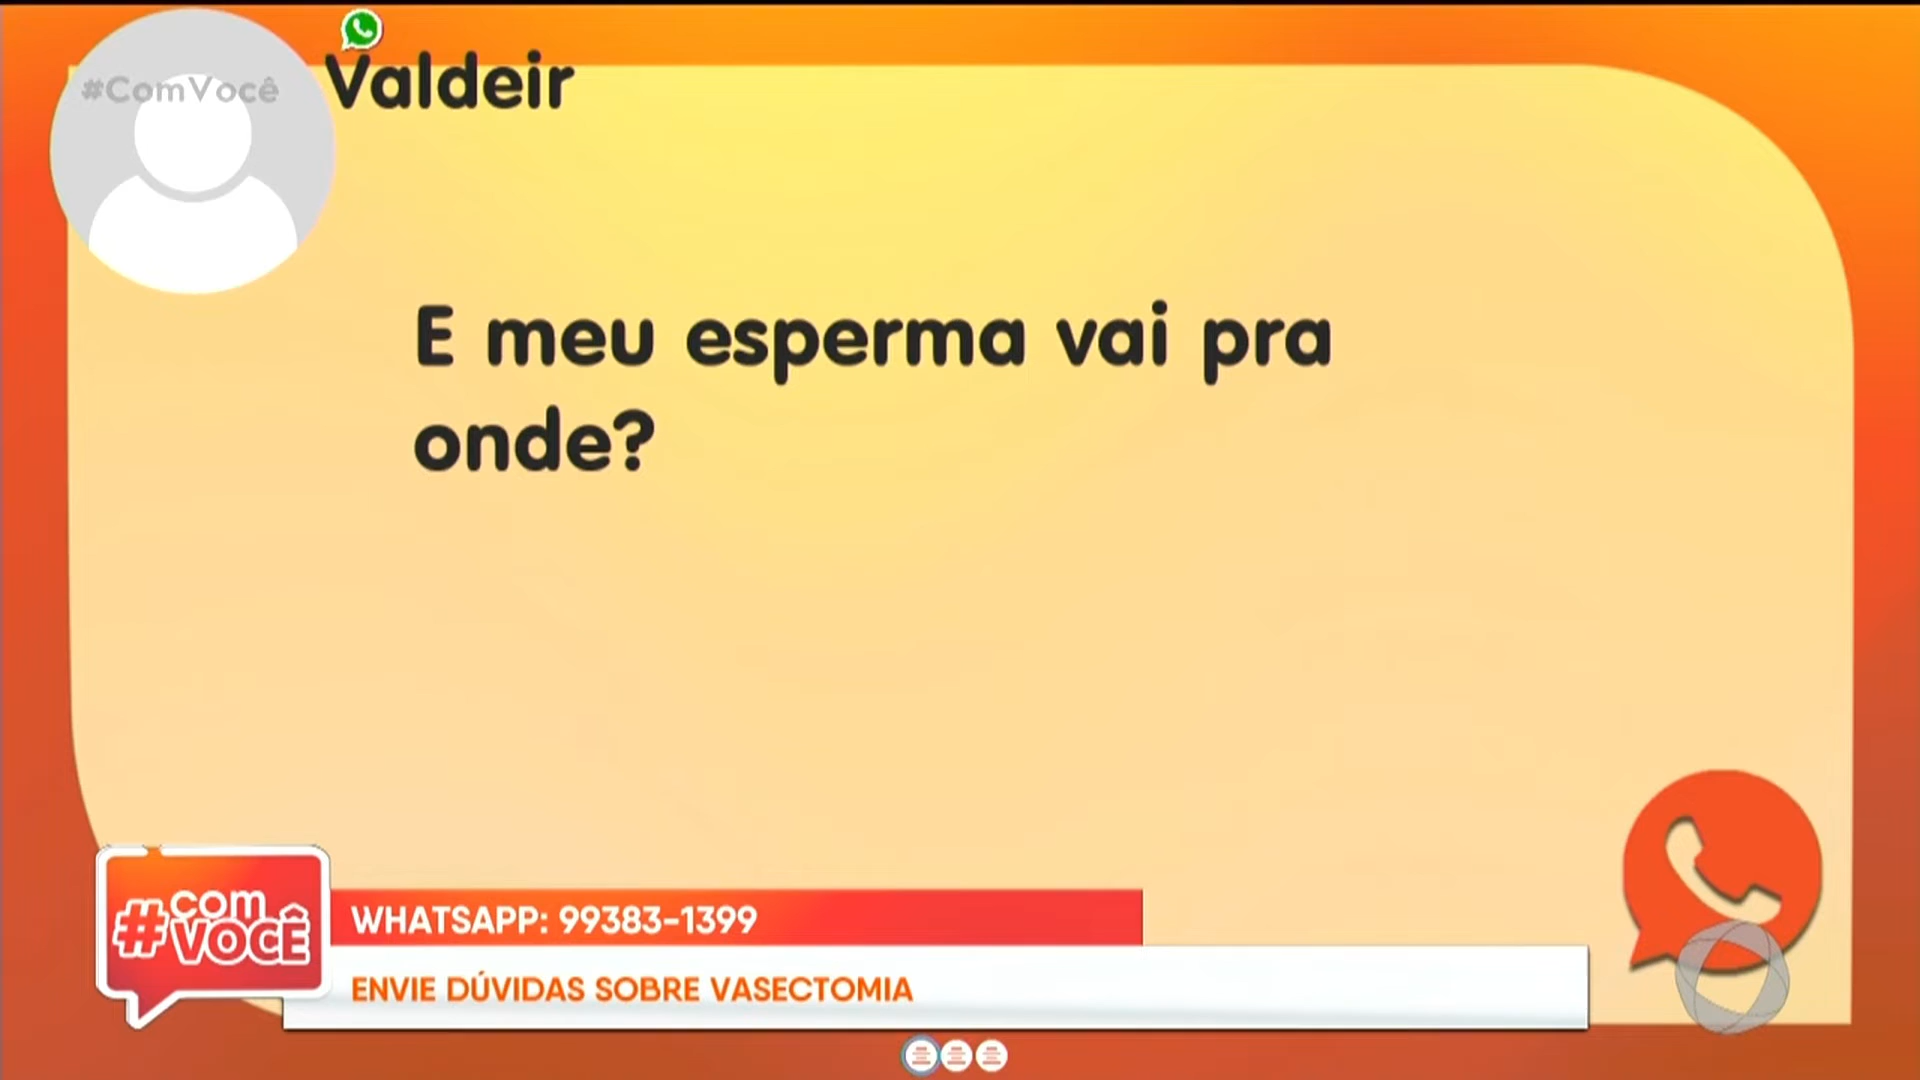 #ComVocê
Valdeir
E meu esperma vai pra
onde?
#com
VOCÊ
WHATSAPP: 99383-1399
ENVIE DÚVIDAS SOBRE VASECTOMIA